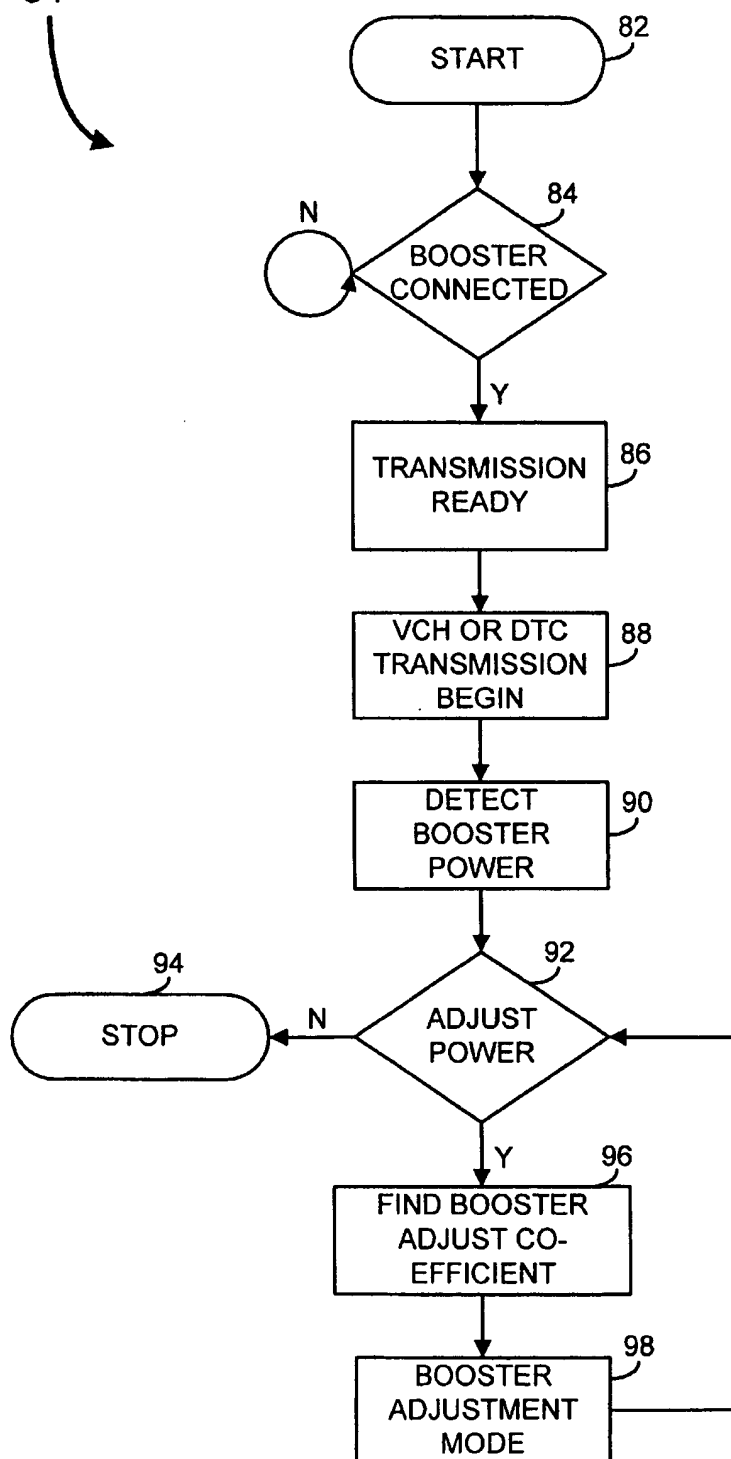 82
START
84
N
BOOSTER
CONNECTED
Y
86
TRANSMISSION
READY
88
VCH OR DTC
TRANSMISSION
BEGIN
90
DETECT
BOOSTER
POWER
92
94
ADJUST
POWER
N
STOP
Y
96
FIND BOOSTER
ADJUST CO-
EFFICIENT
98
BOOSTER
ADJUSTMENT
MODE